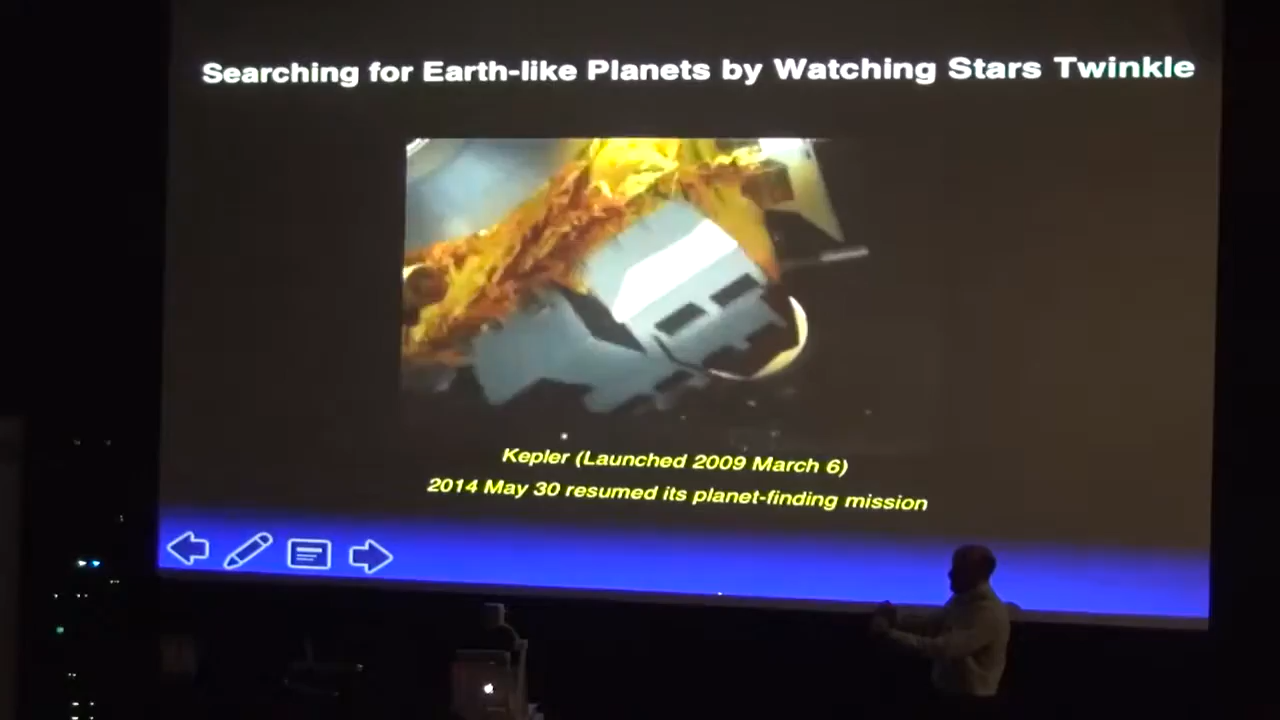 Searching for Earth-like Planets by Watching Stars Twinkle
Kepler (Launched 2009 March 6)
2014 May 30 resumed its planet-finding mission